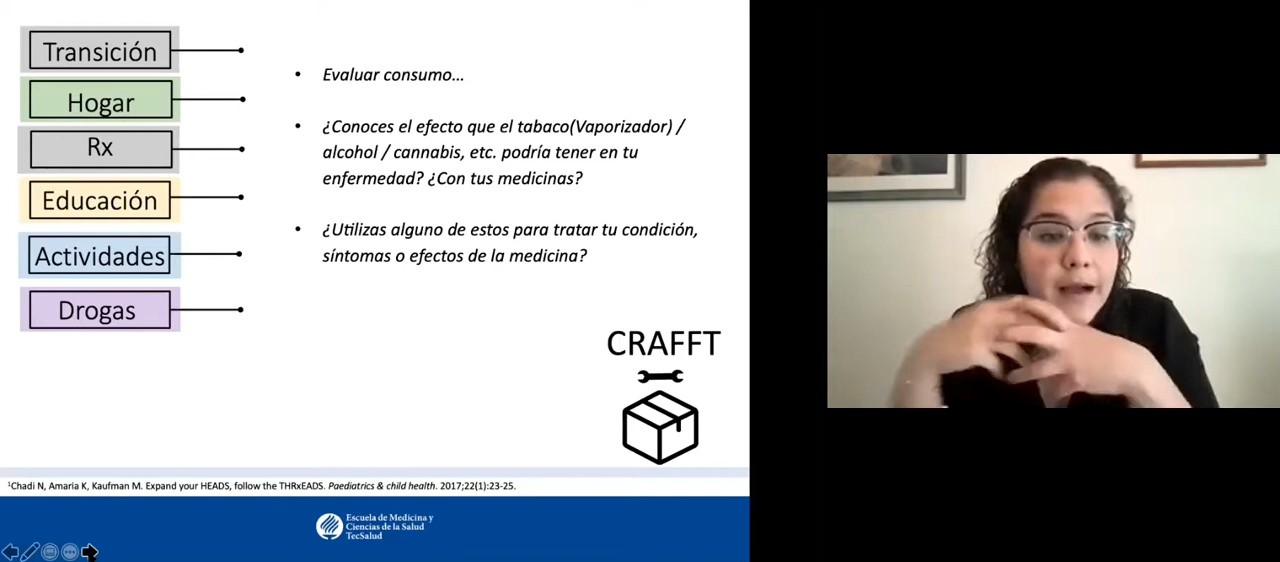 Transición
Hogar
Rx
Educación
Actividades
Drogas
• Evaluar consumo...
• ¿Conoces el efecto que el tabaco(Vaporizador) /
alcohol / cannabis, etc. podría tener en tu
enfermedad? ¿Con tus medicinas?
• ¿Utilizas alguno de estos para tratar tu condición,
síntomas o efectos de la medicina?
CRAFFT
¹Chadi N, Amaria K, Kaufman M. Expand your HEADS, follow the THRxEADS. Paediatrics & child health. 2017;22(1):23-25.
Escuela de Medicina y
Ciencias de la Salud
TecSalud